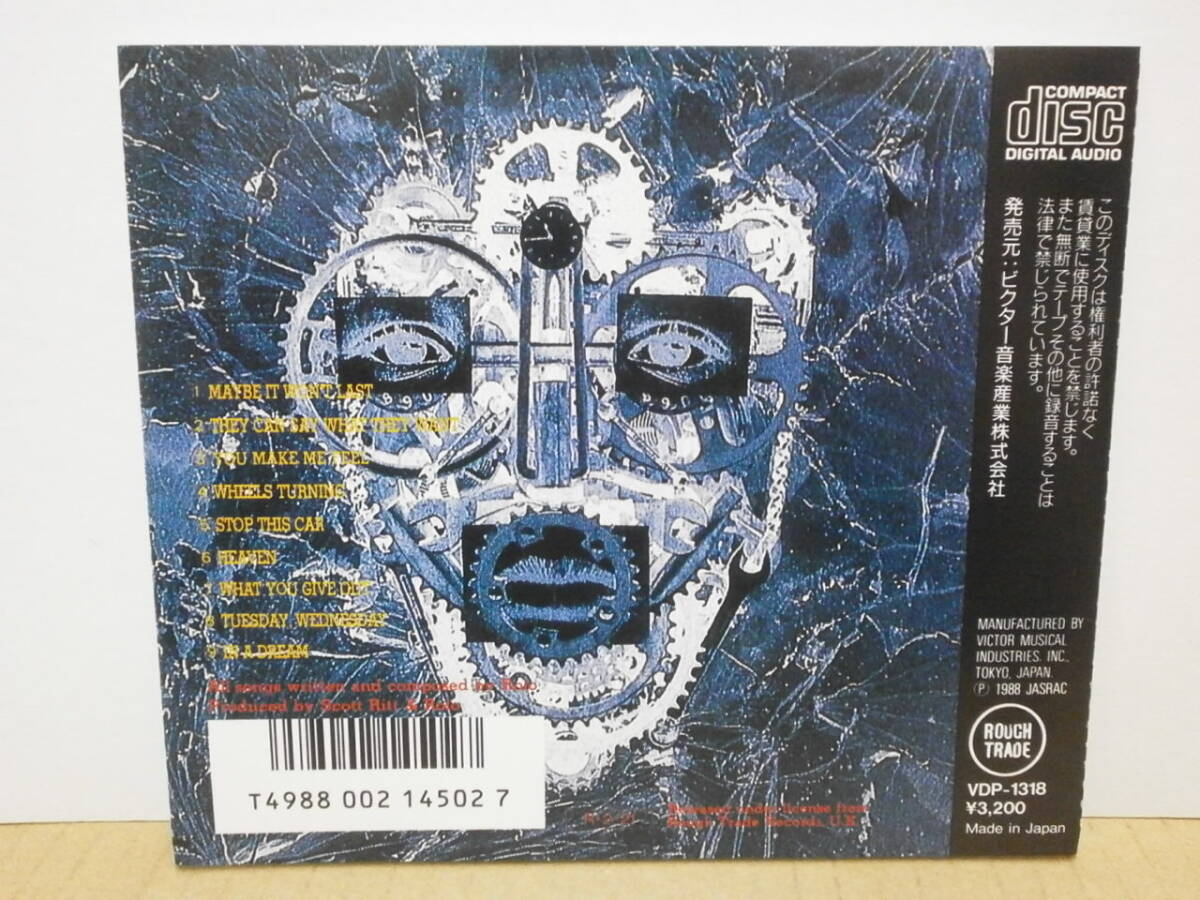 1 MAYBE IT WON'T LAST
2 THEY CAN SAY WHAT THEY WANT
3 YOU MAKE ME FEEL
4 WHEELS TURNING
5 STOP THIS CAR
6 HEAVEN
7 WHAT YOU GIVE OUT
8 TUESDAY, WEDNESDAY
9 IN A DREAM
All songs written and composed by
Produced by Scott Ritt &
T4988 002 14502 7
Released under license from
Rough Trade Records, U.K.
COMPACT
disc
DIGITAL AUDIO
このディスクは権利者の許諾なく
賃貸業に使用することを禁じます。
また無断でテープその他に録音することは
法律で禁じられています。
発売元:ビクター音楽産業株式会社
MANUFACTURED BY
VICTOR MUSICAL
INDUSTRIES, INC.,
TOKYO, JAPAN.
Ⓟ 1988 JASRAC
ROUGH
TRADE
VDP-1318
¥3,200
Made in Japan